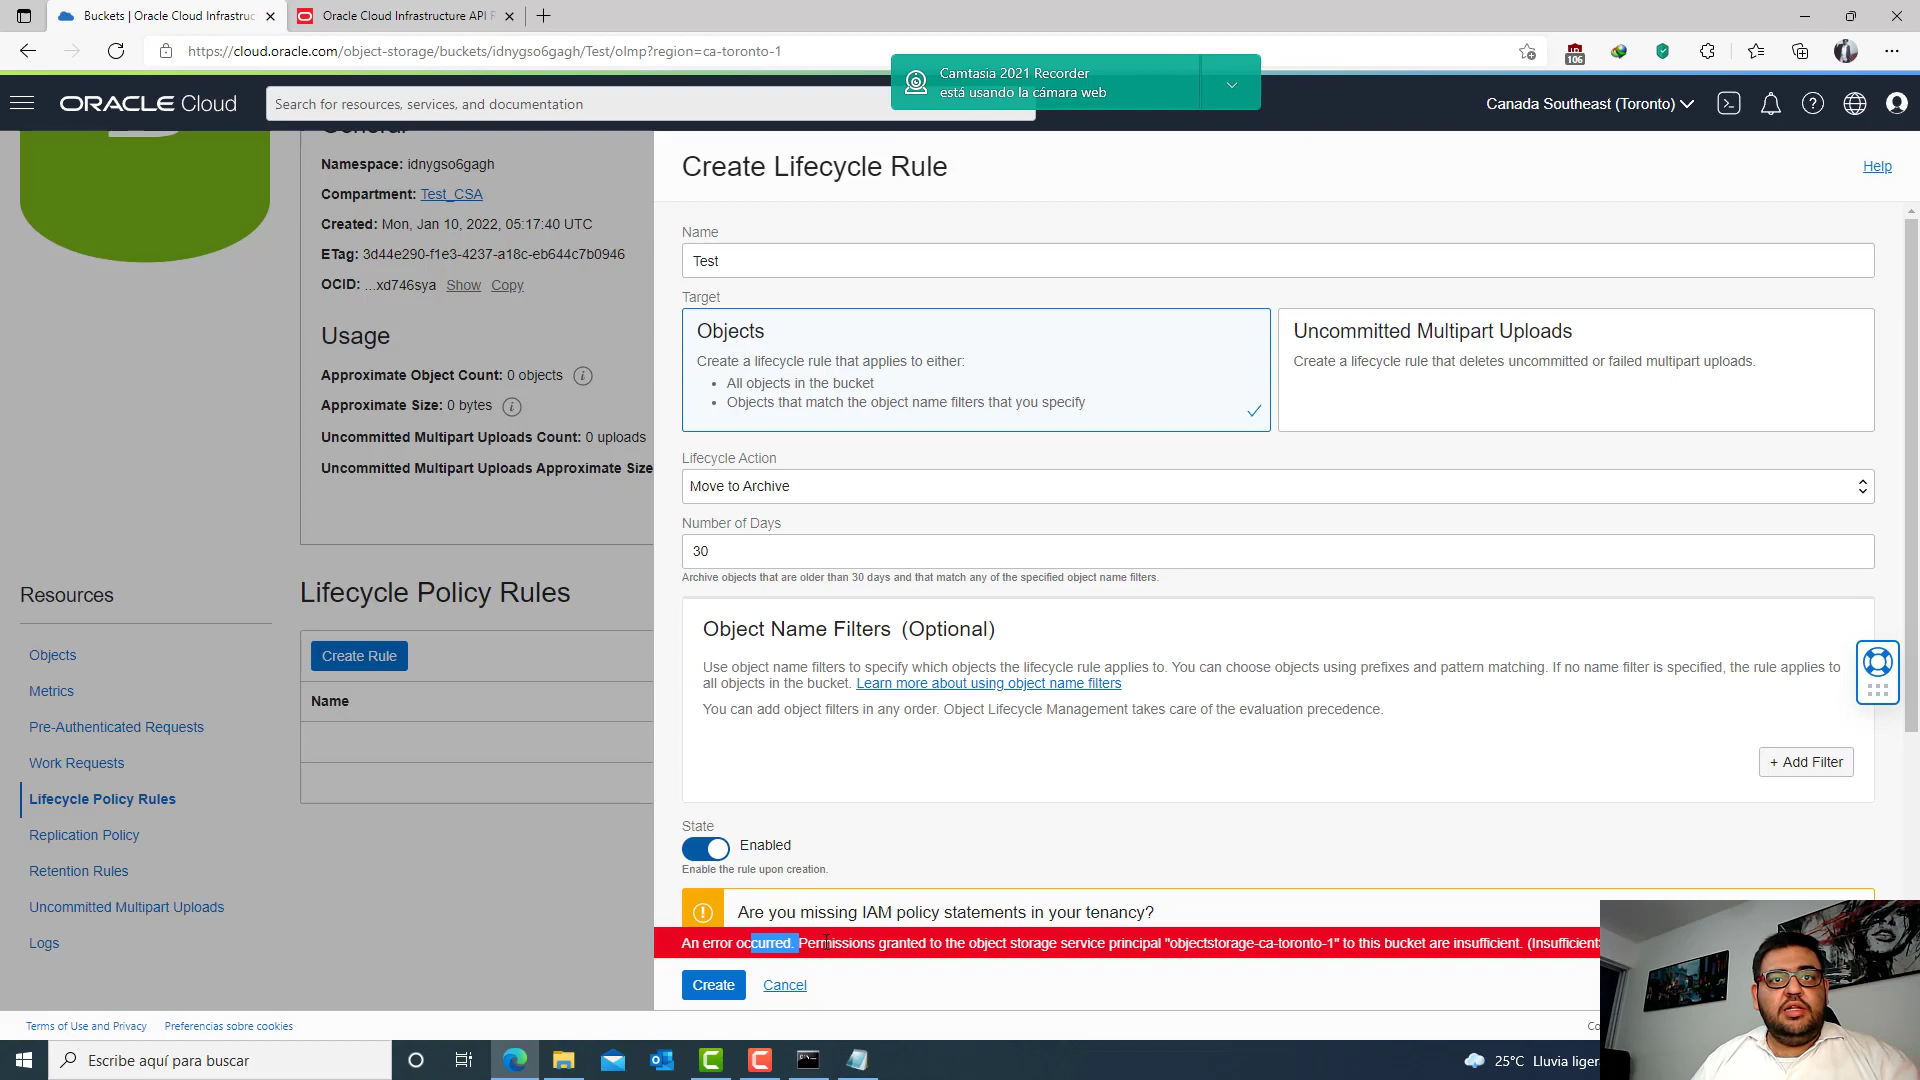 Buckets | Oracle Cloud Infrastruc
Oracle Cloud Infrastructure API
https://cloud.oracle.com/object-storage/buckets/idnygso6gagh/Test/olmp?region=ca-toronto-1
106
Camtasia 2021 Recorder
está usando la cámara web
ORACLE Cloud
Search for resources, services, and documentation
Canada Southeast (Toronto)
General
Namespace: idnygso6gagh
Compartment: Test_CSA
Created: Mon, Jan 10, 2022, 05:17:40 UTC
ETag: 3d44e290-f1e3-4237-a18c-eb644c7b0946
OCID: ...xd746sya Show Copy
Usage
Approximate Object Count: 0 objects
Approximate Size: 0 bytes
Uncommitted Multipart Uploads Count: 0 uploads
Uncommitted Multipart Uploads Approximate Size
Resources
Objects
Metrics
Pre-Authenticated Requests
Work Requests
Lifecycle Policy Rules
Replication Policy
Retention Rules
Uncommitted Multipart Uploads
Logs
Lifecycle Policy Rules
Create Rule
Name
Create Lifecycle Rule
Help
Name
Test
Target
Objects
Create a lifecycle rule that applies to either:
• All objects in the bucket
• Objects that match the object name filters that you specify
Uncommitted Multipart Uploads
Create a lifecycle rule that deletes uncommitted or failed multipart uploads.
Lifecycle Action
Move to Archive
Number of Days
30
Archive objects that are older than 30 days and that match any of the specified object name filters.
Object Name Filters (Optional)
Use object name filters to specify which objects the lifecycle rule applies to. You can choose objects using prefixes and pattern matching. If no name filter is specified, the rule applies to
all objects in the bucket. Learn more about using object name filters
You can add object filters in any order. Object Lifecycle Management takes care of the evaluation precedence.
+ Add Filter
State
Enabled
Enable the rule upon creation.
Are you missing IAM policy statements in your tenancy?
An error occurred. Permissions granted to the object storage service principal "objectstorage-ca-toronto-1" to this bucket are insufficient. (Insufficient
Create
Cancel
Terms of Use and Privacy
Preferencias sobre cookies
Co
Escribe aquí para buscar
25°C Lluvia liger